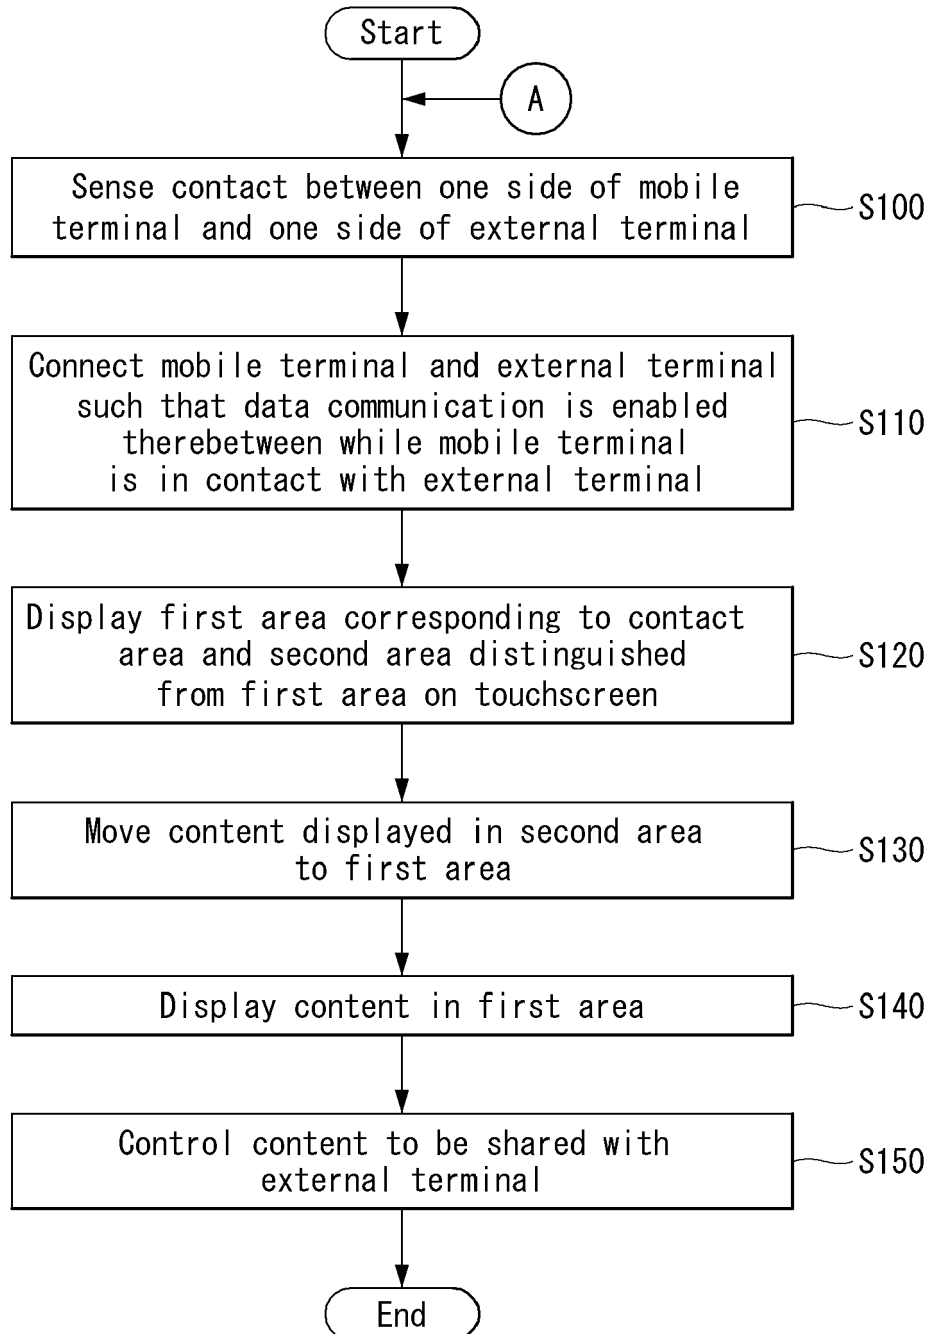 Start
A
Sense contact between one side of mobile
terminal and one side of external terminal
S100
Connect mobile terminal and external terminal
such that data communication is enabled
therebetween while mobile terminal
is in contact with external terminal
S110
Display first area corresponding to contact
area and second area distinguished
from first area on touchscreen
S120
Move content displayed in second area
to first area
S130
Display content in first area
S140
Control content to be shared with
external terminal
S150
End